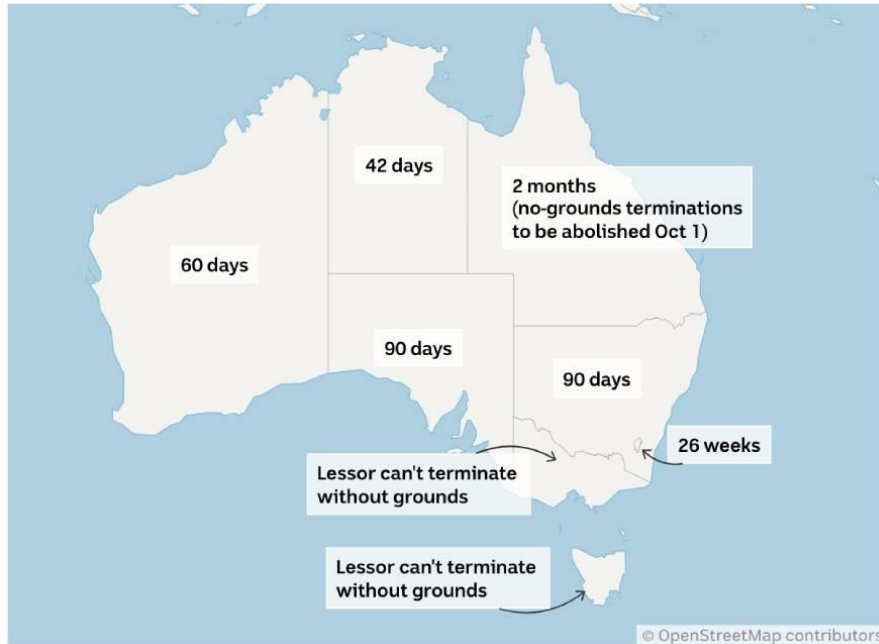 42 days
2 months
(no-grounds terminations
to be abolished Oct 1)
60 days
90 days
90 days
26 weeks
Lessor can't terminate
without grounds
Lessor can't terminate
without grounds
© OpenStreetMap contributors